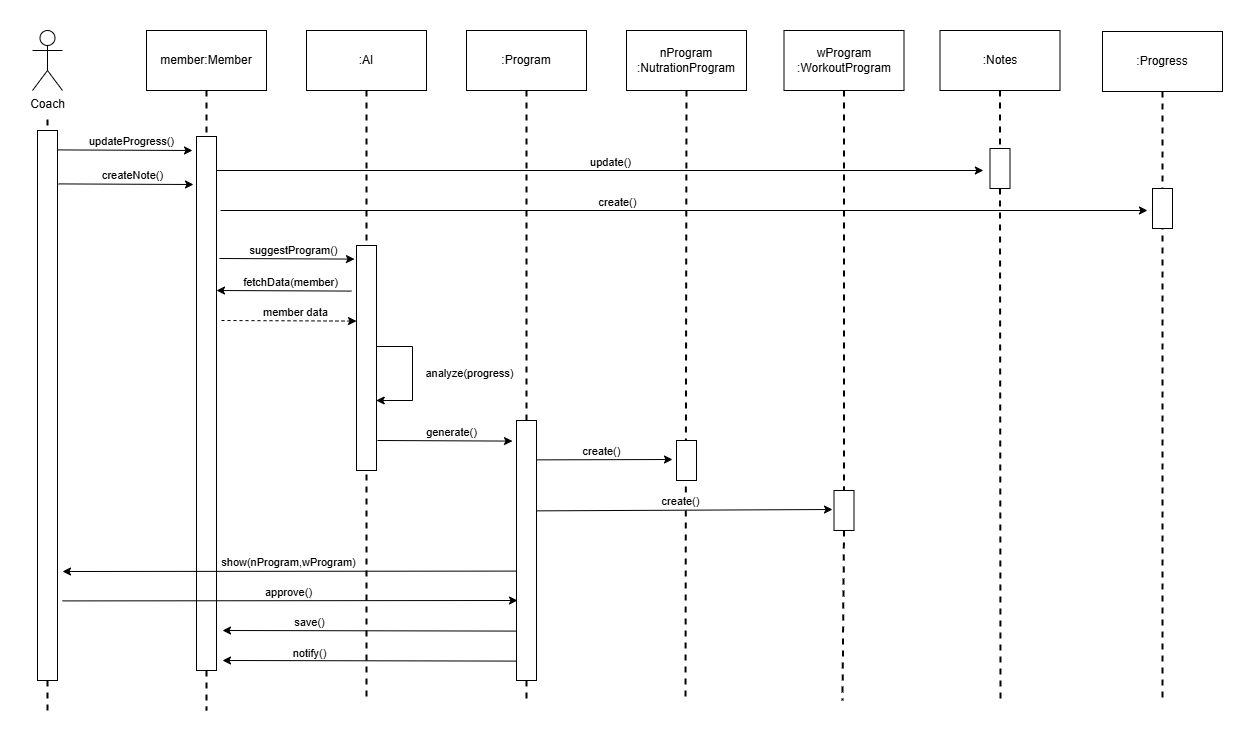 Coach
member:Member
:AI
:Program
nProgram
:NutrationProgram
wProgram
:WorkoutProgram
:Notes
:Progress
updateProgress()
update()
createNote()
create()
suggestProgram()
fetchData(member)
member data
analyze(progress)
generate()
create()
create()
show(nProgram,wProgram)
approve()
save()
notify()